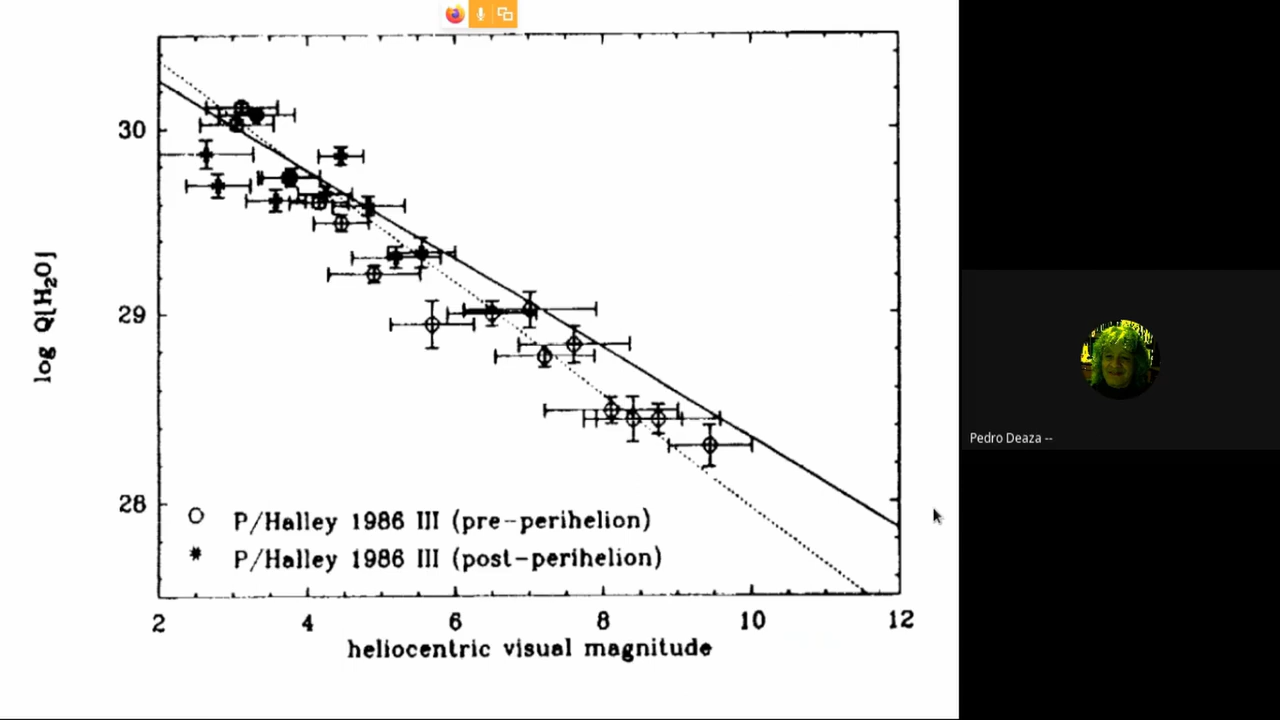 30
29
28
log Q[H₂O]
P/Halley 1986 III (pre-perihelion)
P/Halley 1986 III (post-perihelion)
2 4 6 8 10 12
heliocentric visual magnitude
Pedro Deaza --